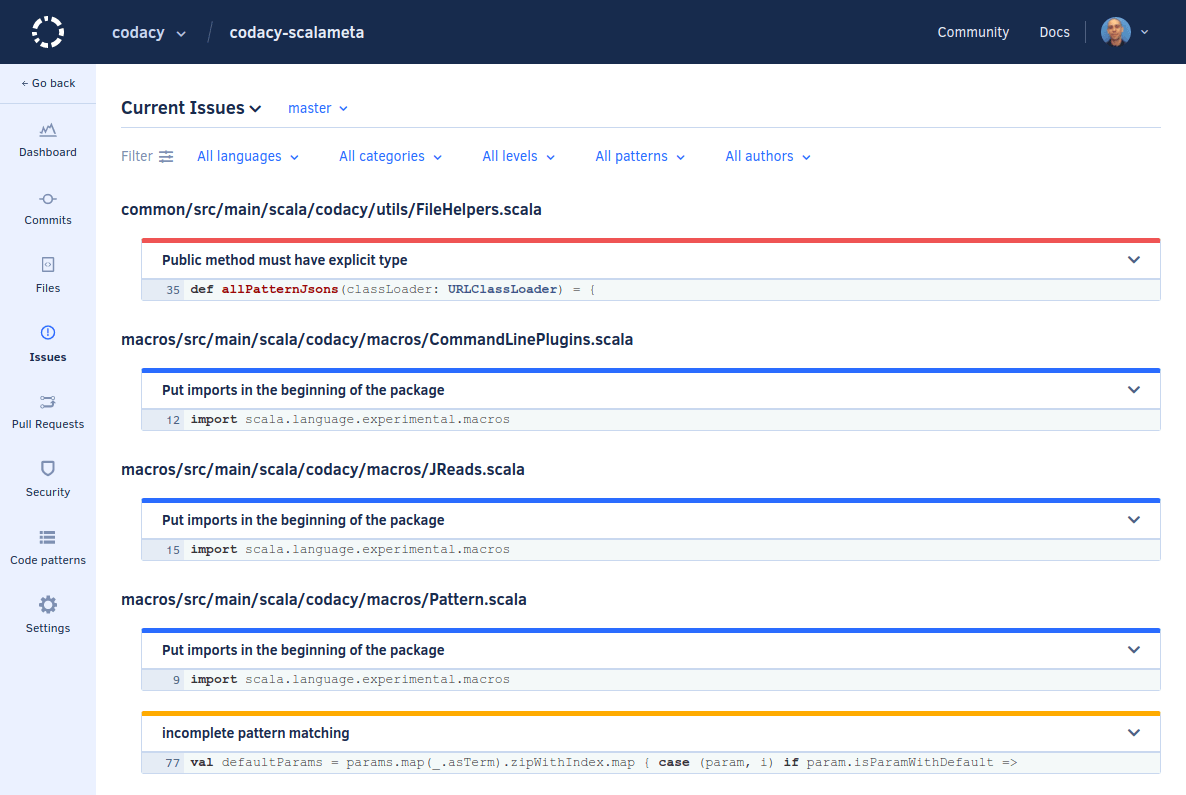 codacy / codacy-scalameta Community Docs
← Go back
Dashboard
Commits
Files
Issues
Pull Requests
Security
Code patterns
Settings
Current Issues master
Filter All languages All categories All levels All patterns All authors
common/src/main/scala/codacy/utils/FileHelpers.scala
Public method must have explicit type
35 def allPatternJsons(classLoader: URLClassLoader) = {
macros/src/main/scala/codacy/macros/CommandLinePlugins.scala
Put imports in the beginning of the package
12 import scala.language.experimental.macros
macros/src/main/scala/codacy/macros/JReads.scala
Put imports in the beginning of the package
15 import scala.language.experimental.macros
macros/src/main/scala/codacy/macros/Pattern.scala
Put imports in the beginning of the package
9 import scala.language.experimental.macros
incomplete pattern matching
77 val defaultParams = params.map(_.asTerm).zipWithIndex.map { case (param, i) if param.isParamWithDefault =>